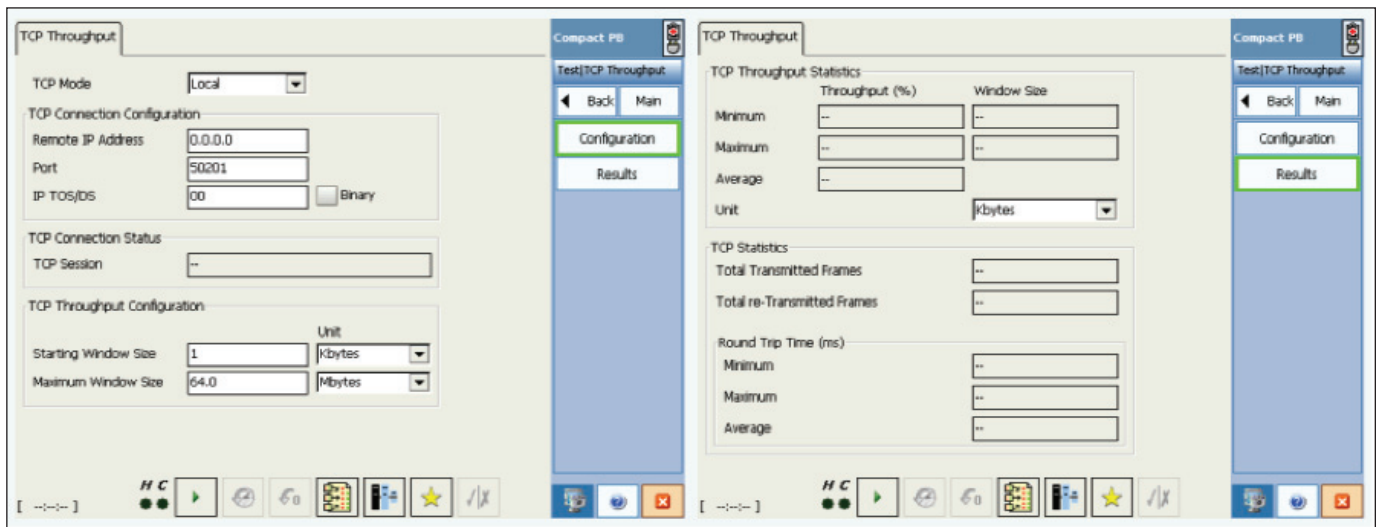 TCP Throughput
TCP Mode Local
TCP Connection Configuration
Remote IP Address 0.0.0.0
Port 50201
IP TOS/DS 00 Binary
TCP Connection Status
TCP Session --
TCP Throughput Configuration
Unit
Starting Window Size 1 Kbytes
Maximum Window Size 64.0 Mbytes
[ --:--:-- ]
H C
Compact PB
Test|TCP Throughput
Back Main
Configuration
Results
TCP Throughput
TCP Throughput Statistics
Throughput (%) Window Size
Minimum -- --
Maximum -- --
Average --
Unit Kbytes
TCP Statistics
Total Transmitted Frames --
Total re-Transmitted Frames --
Round Trip Time (ms)
Minimum --
Maximum --
Average --
[ --:--:-- ]
H C
Compact PB
Test|TCP Throughput
Back Main
Configuration
Results